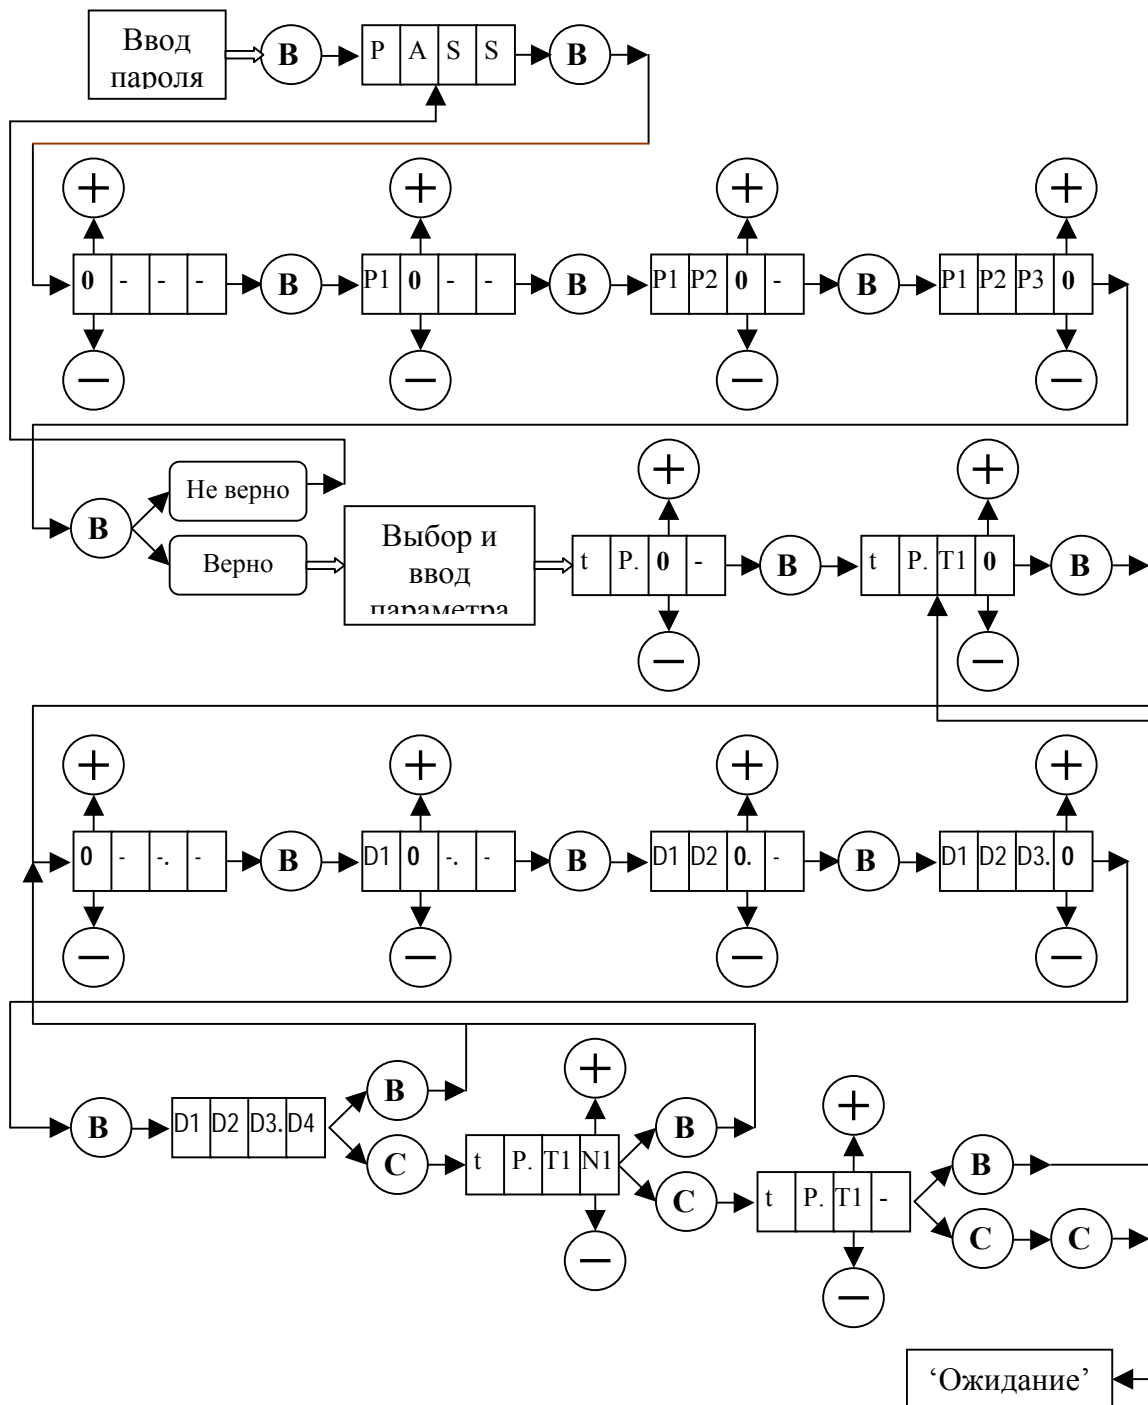 Ввод
пароля
В P A S S В
+ + + +
0 - - - В P1 0 - - В P1 P2 0 - В P1 P2 P3 0
− − − −
Не верно
В
Верно
Выбор и
ввод
параметра
+ +
t P. 0 - В t P. T1 0 В
− −
+ + + +
0 - -. - В D1 0 -. - В D1 D2 0. - В D1 D2 D3. 0
− − − −
В D1 D2 D3. D4 В
С
+
t P. T1 N1
−
В
С
+
t P. T1 -
−
В
С С
‘Ожидание’